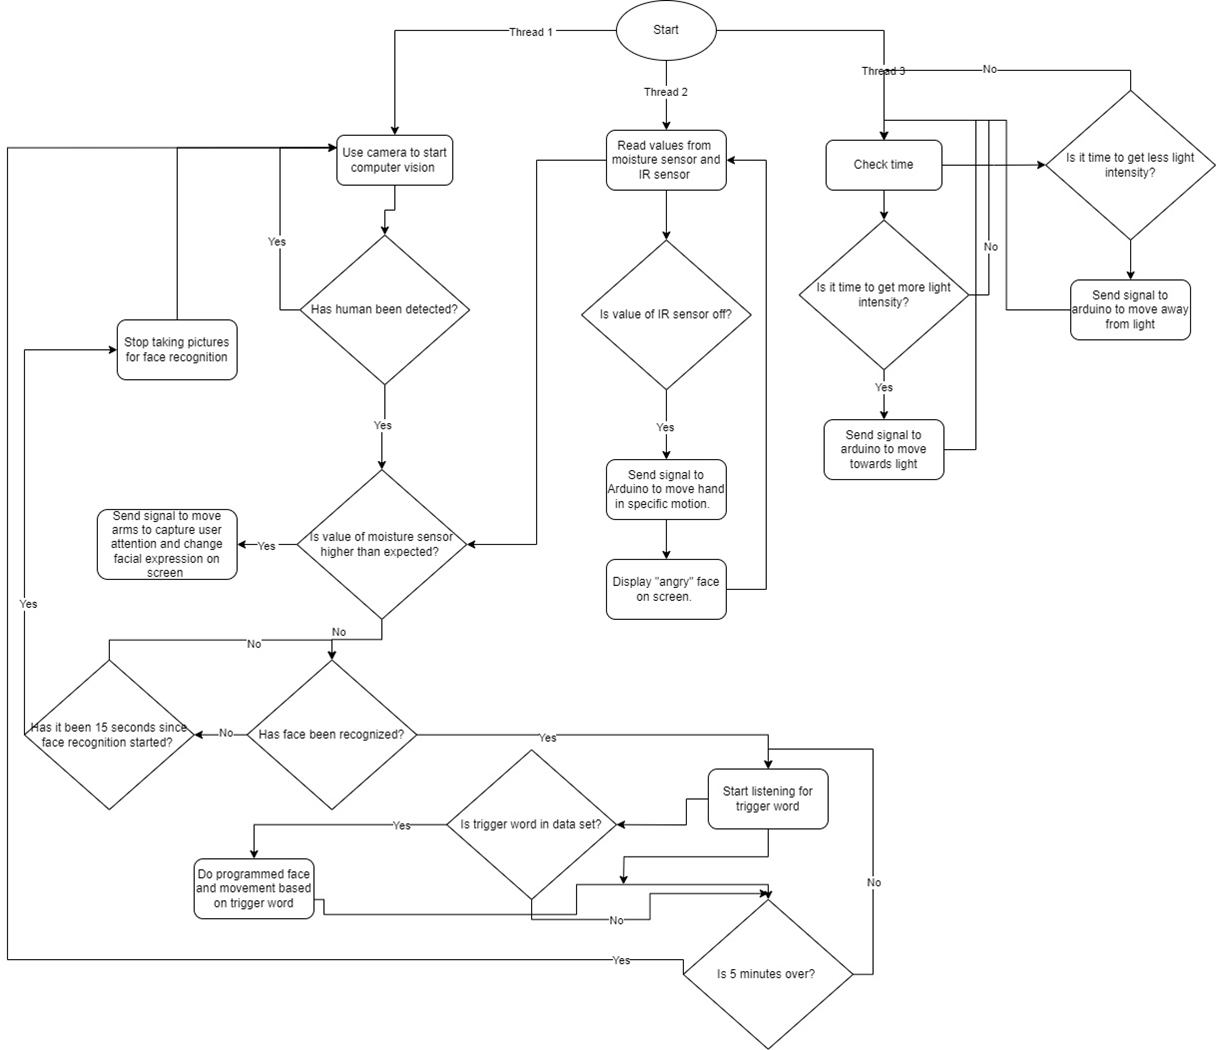 Start
Thread 1
Thread 2
Thread 3
No
Use camera to start
computer vision
Read values from
moisture sensor and
IR sensor
Check time
Is it time to get less light
intensity?
Yes
No
Has human been detected?
Is value of IR sensor off?
Is it time to get more light
intensity?
Send signal to
arduino to move away
from light
Stop taking pictures
for face recognition
Yes
Yes
Yes
Send signal to
arduino to move
towards light
Send signal to
Arduino to move hand
in specific motion.
Send signal to move
arms to capture user
attention and change
facial expression on
screen
Yes
Is value of moisture sensor
higher than expected?
Display "angry" face
on screen.
Yes
No
No
Has it been 15 seconds since
face recognition started?
No
Has face been recognized?
Yes
Start listening for
trigger word
Is trigger word in data set?
Yes
Do programmed face
and movement based
on trigger word
No
No
Yes
Is 5 minutes over?